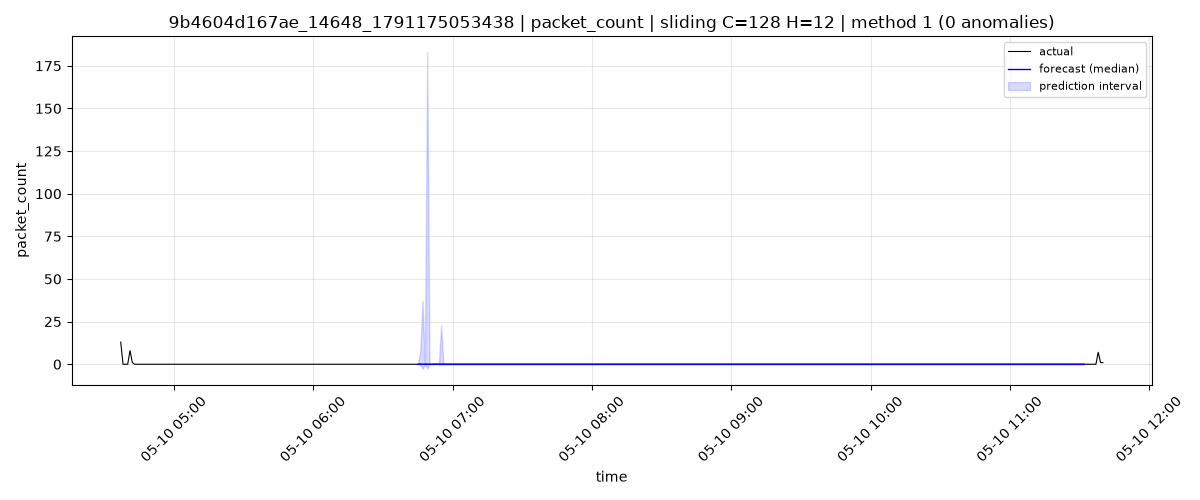 9b4604d167ae_14648_1791175053438 | packet_count | sliding C=128 H=12 | method 1 (0 anomalies)
actual
forecast (median)
prediction interval
packet_count
175
150
125
100
75
50
25
0
05-10 05:00
05-10 06:00
05-10 07:00
05-10 08:00
05-10 09:00
05-10 10:00
05-10 11:00
05-10 12:00
time